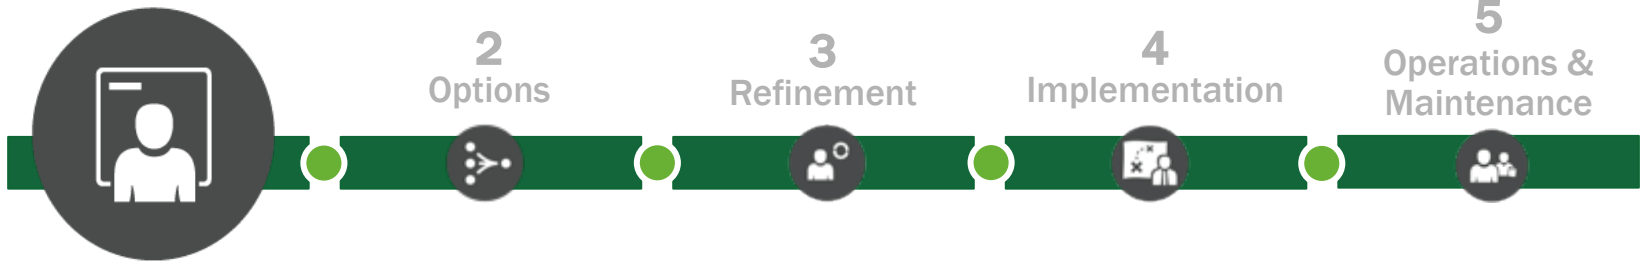 2
Options
3
Refinement
4
Implementation
5
Operations &
Maintenance